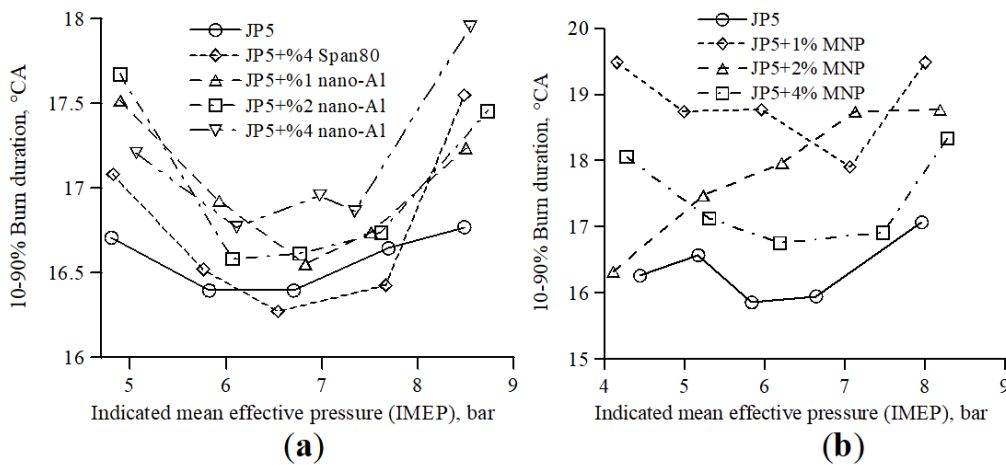 18
17.5
17
16.5
16
5
6
7
8
9
10-90% Burn duration, °CA
Indicated mean effective pressure (IMEP), bar
JP5
JP5+%4 Span80
JP5+%1 nano-Al
JP5+%2 nano-Al
JP5+%4 nano-Al
(a)
20
19
18
17
16
15
4
5
6
7
8
9
10-90% Burn duration, °CA
Indicated mean effective pressure (IMEP), bar
JP5
JP5+1% MNP
JP5+2% MNP
JP5+4% MNP
(b)